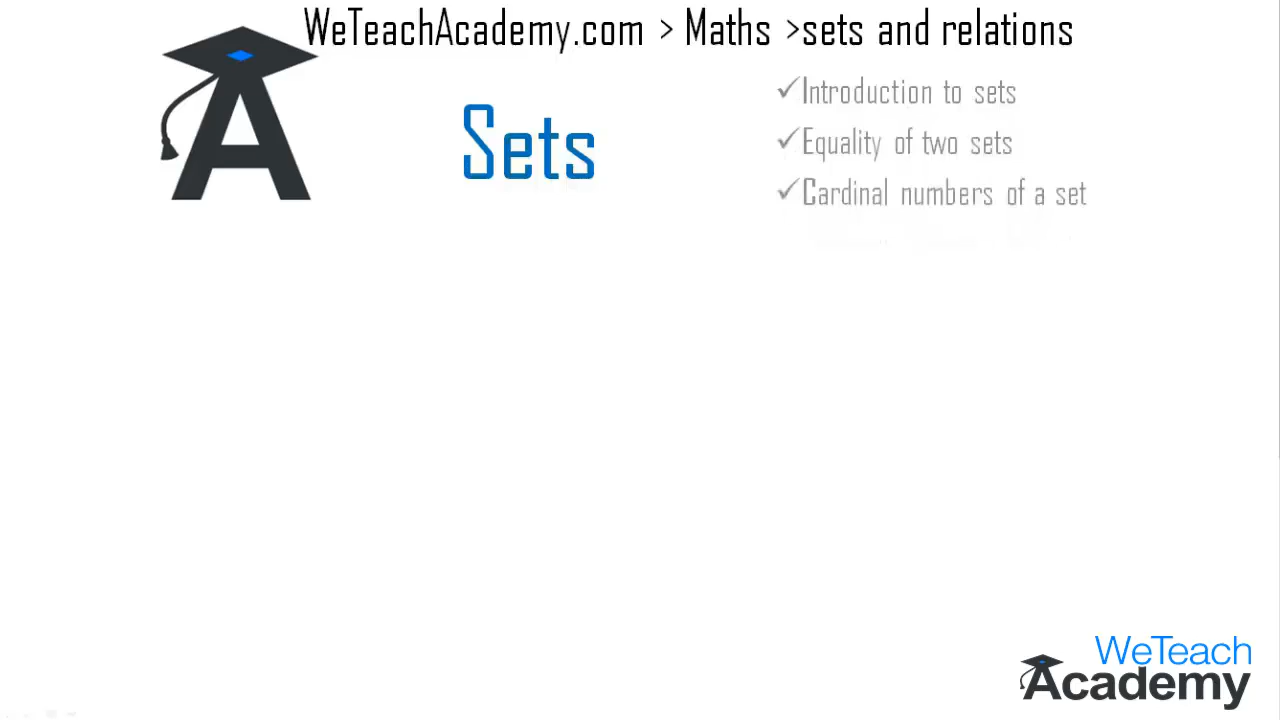 WeTeachAcademy.com > Maths >sets and relations
Sets
✓Introduction to sets
✓Equality of two sets
✓Cardinal numbers of a set
WeTeach
Academy